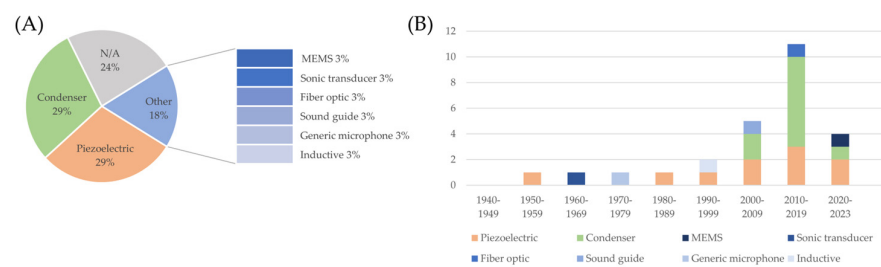 (A)
N/A
24%
Condenser
29%
Other
18%
Piezoelectric
29%
MEMS 3%
Sonic transducer 3%
Fiber optic 3%
Sound guide 3%
Generic microphone 3%
Inductive 3%
(B)
12
10
8
6
4
2
0
1940-
1949
1950-
1959
1960-
1969
1970-
1979
1980-
1989
1990-
1999
2000-
2009
2010-
2019
2020-
2023
Piezoelectric
Condenser
MEMS
Sonic transducer
Fiber optic
Sound guide
Generic microphone
Inductive